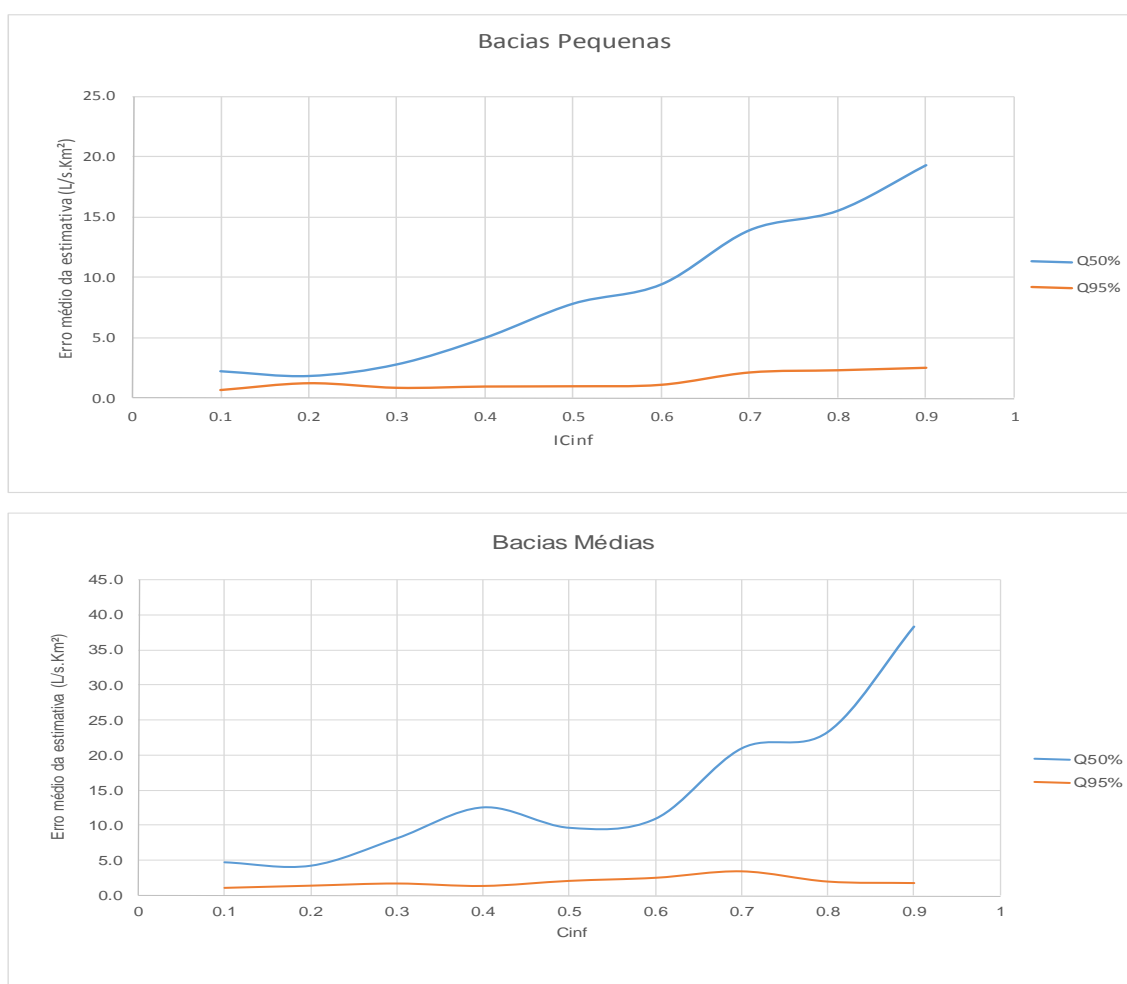 Bacias Pequenas
Erro médio da estimativa (L/s.Km²)
25.0
20.0
15.0
10.0
5.0
0.0
0 0.1 0.2 0.3 0.4 0.5 0.6 0.7 0.8 0.9 1
ICinf
Q50%
Q95%
Bacias Médias
Erro médio da estimativa (L/s.Km²)
45.0
40.0
35.0
30.0
25.0
20.0
15.0
10.0
5.0
0.0
0 0.1 0.2 0.3 0.4 0.5 0.6 0.7 0.8 0.9 1
Cinf
Q50%
Q95%